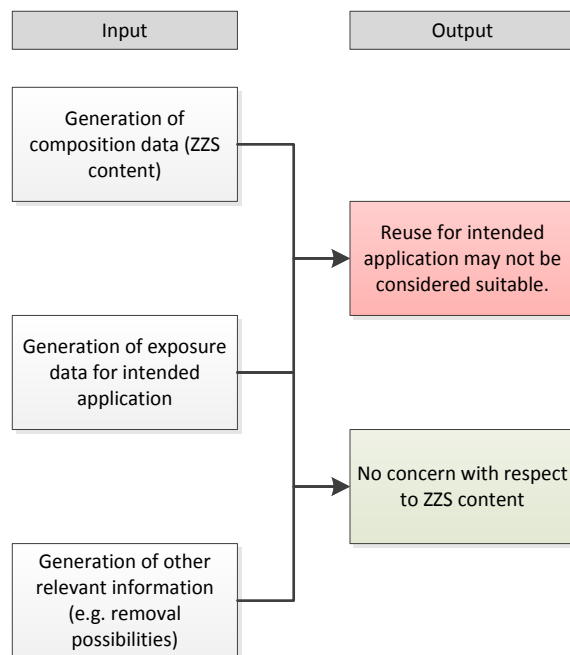 Input
Output
Generation of
composition data (ZZS
content)
Reuse for intended
application may not be
considered suitable.
Generation of exposure
data for intended
application
No concern with respect
to ZZS content
Generation of other
relevant information
(e.g. removal
possibilities)